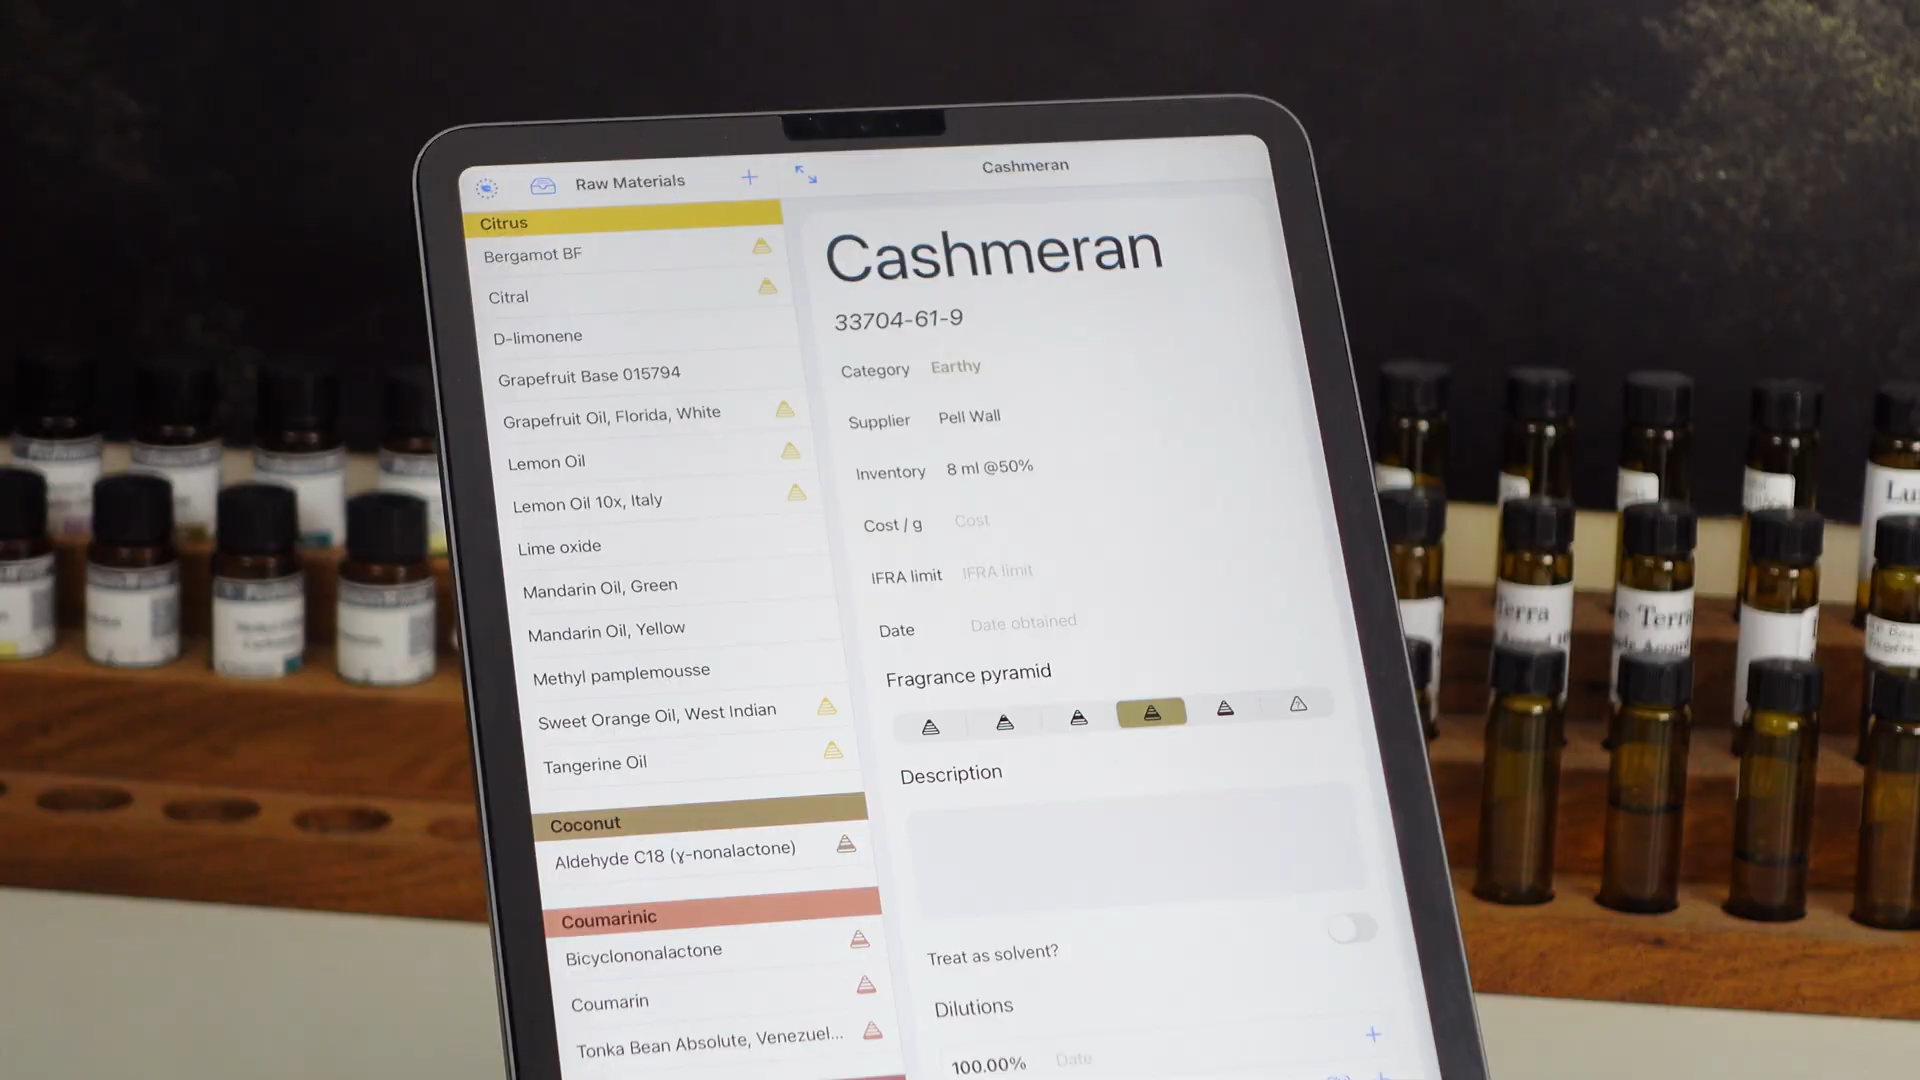 Raw Materials
Citrus
Bergamot BF
Citral
D-limonene
Grapefruit Base 015794
Grapefruit Oil, Florida, White
Lemon Oil
Lemon Oil 10x, Italy
Lime oxide
Mandarin Oil, Green
Mandarin Oil, Yellow
Methyl pamplemousse
Sweet Orange Oil, West Indian
Tangerine Oil
Coconut
Aldehyde C18 (γ-nonalactone)
Coumarinic
Bicyclononalactone
Coumarin
Tonka Bean Absolute, Venezuel...
Cashmeran
Cashmeran
33704-61-9
Category Earthy
Supplier Pell Wall
Inventory 8 ml @50%
Cost / g Cost
IFRA limit IFRA limit
Date Date obtained
Fragrance pyramid
Description
Treat as solvent?
Dilutions
100.00% Date
Terra
Terra